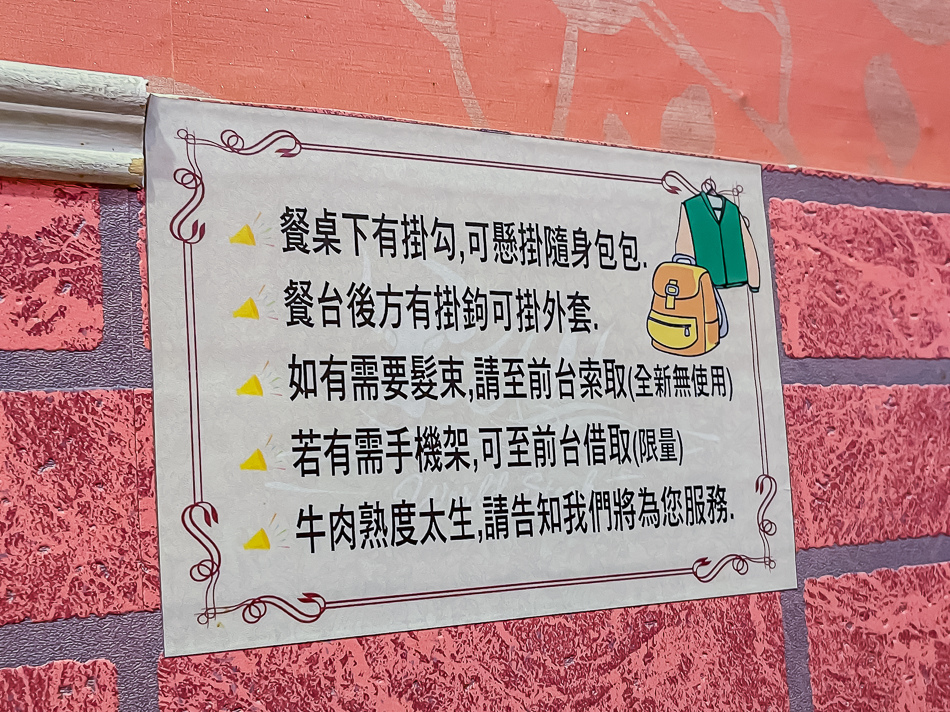 餐桌下有掛勾,可懸掛隨身包包.
餐台後方有掛鉤可掛外套.
如有需要髮束,請至前台索取(全新無使用)
若有需手機架,可至前台借取(限量)
牛肉熟度太生,請告知我們將為您服務.